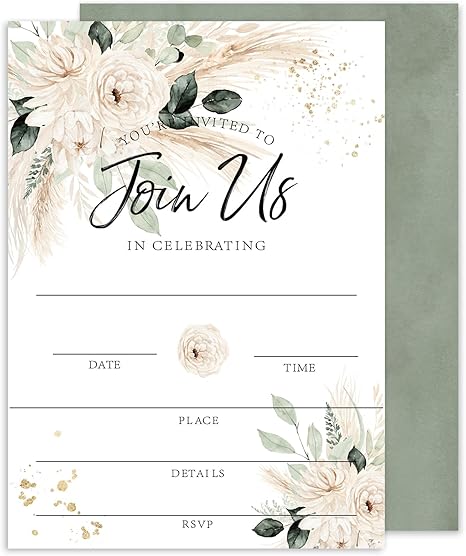 YOU'RE INVITED TO
Join Us
IN CELEBRATING
DATE
TIME
PLACE
DETAILS
RSVP